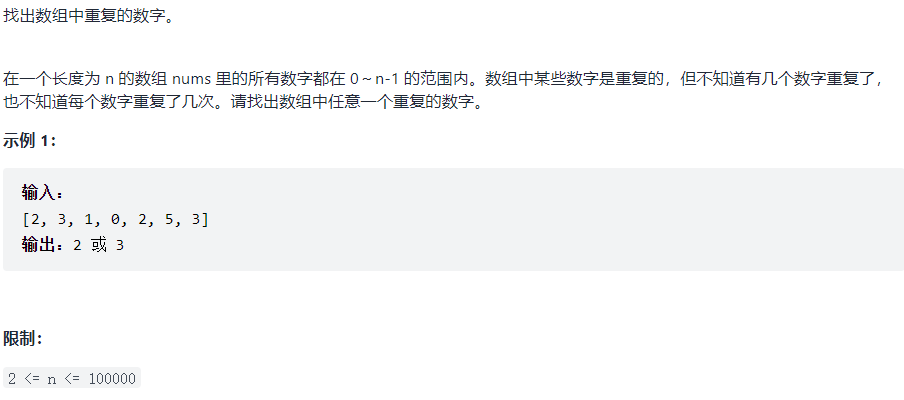 找出数组中重复的数字。
在一个长度为 n 的数组 nums 里的所有数字都在 0～n-1 的范围内。数组中某些数字是重复的，但不知道有几个数字重复了，
也不知道每个数字重复了几次。请找出数组中任意一个重复的数字。
示例 1：
输入：
[2, 3, 1, 0, 2, 5, 3]
输出：2 或 3
限制：
2 <= n <= 100000